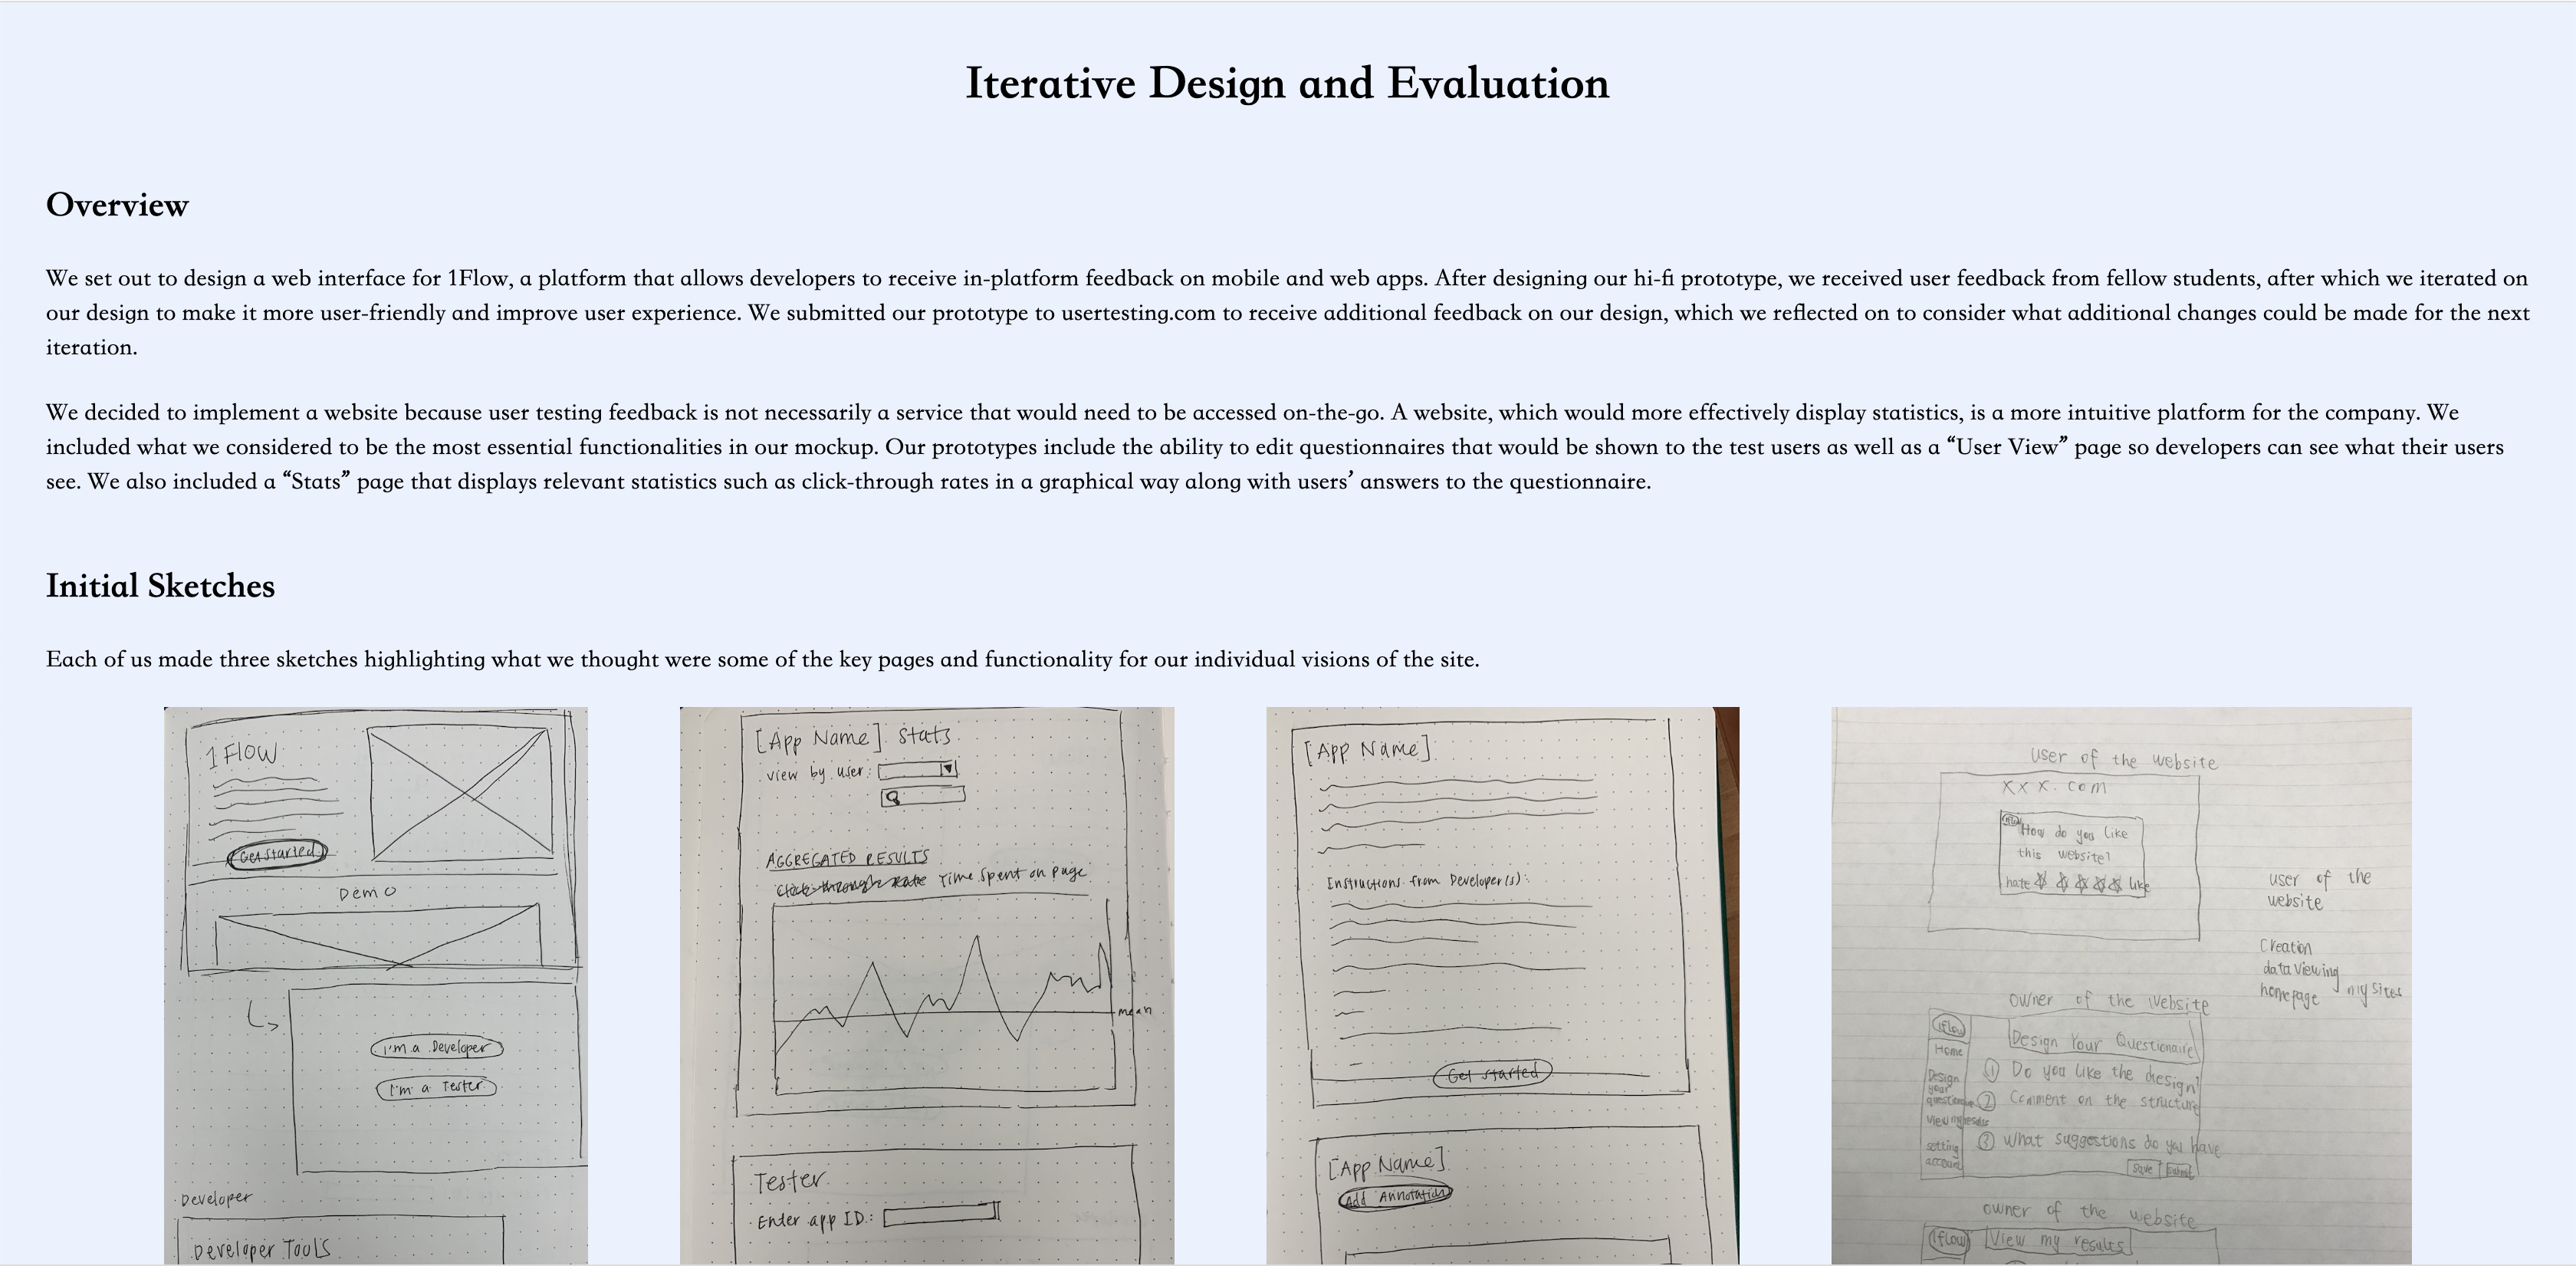 Iterative Design and Evaluation
Overview
We set out to design a web interface for 1Flow, a platform that allows developers to receive in-platform feedback on mobile and web apps. After designing our hi-fi prototype, we received user feedback from fellow students, after which we iterated on
our design to make it more user-friendly and improve user experience. We submitted our prototype to usertesting.com to receive additional feedback on our design, which we reflected on to consider what additional changes could be made for the next
iteration.
We decided to implement a website because user testing feedback is not necessarily a service that would need to be accessed on-the-go. A website, which would more effectively display statistics, is a more intuitive platform for the company. We
included what we considered to be the most essential functionalities in our mockup. Our prototypes include the ability to edit questionnaires that would be shown to the test users as well as a “User View” page so developers can see what their users
see. We also included a “Stats” page that displays relevant statistics such as click-through rates in a graphical way along with users’ answers to the questionnaire.
Initial Sketches
Each of us made three sketches highlighting what we thought were some of the key pages and functionality for our individual visions of the site.
1 FLOW
Get Started
Demo
I'm a Developer
I'm a Tester
Developer
Developer Tools
[App Name] Stats
view by user:
AGGREGATED RESULTS
Click-through Rate Time spent on page
mean
Tester
Enter app ID:
[App Name]
Instructions from Developer(s):
Get started
[App Name]
Add Annotation
user of the website
xxx.com
1flow
How do you like
this website?
hate like
user of the
website
Creation
data viewing
homepage my sites
owner of the website
1flow
Home
Design
your
View my results
setting
account
Design Your Questionaire
① Do you like the design?
② Comment on the structure
③ What suggestions do you have
Save Submit
owner of the website
1flow
View my results